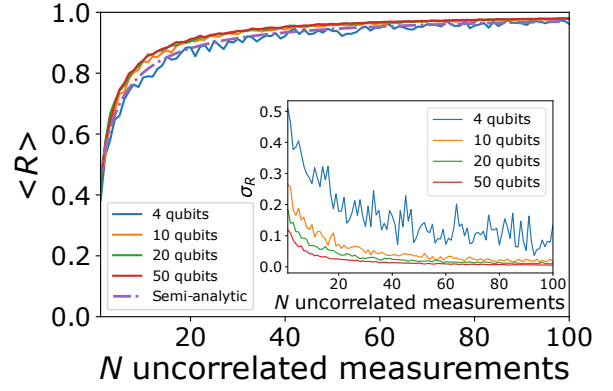 1.0
0.8
0.6
0.4
0.2
0.0
<R>
20
40
60
80
100
N uncorrelated measurements
4 qubits
10 qubits
20 qubits
50 qubits
Semi-analytic
0.5
0.4
0.3
0.2
0.1
0.0
σ_R
20
40
60
80
100
N uncorrelated measurements
4 qubits
10 qubits
20 qubits
50 qubits